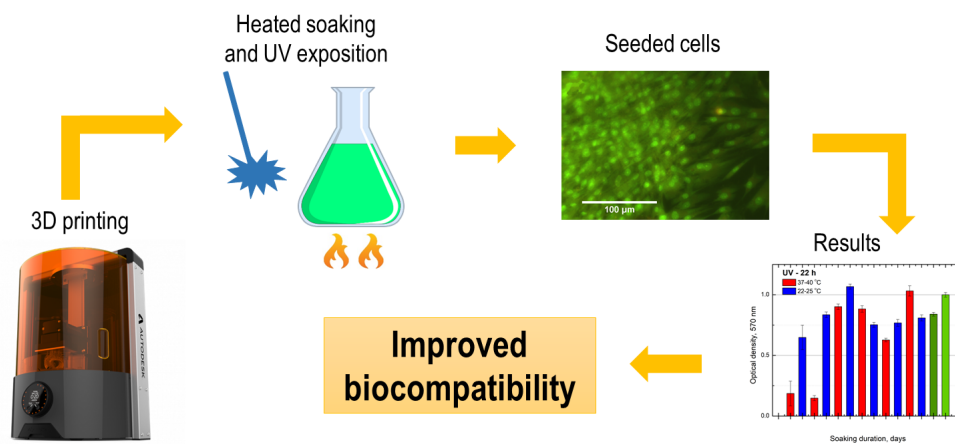 Heated soaking
and UV exposition
Seeded cells
100 µm
3D printing
AUTODESK
Results
UV - 22 h
37-40 °C
22-25 °C
1.0
0.5
0.0
Optical density, 570 nm
Soaking duration, days
Improved
biocompatibility